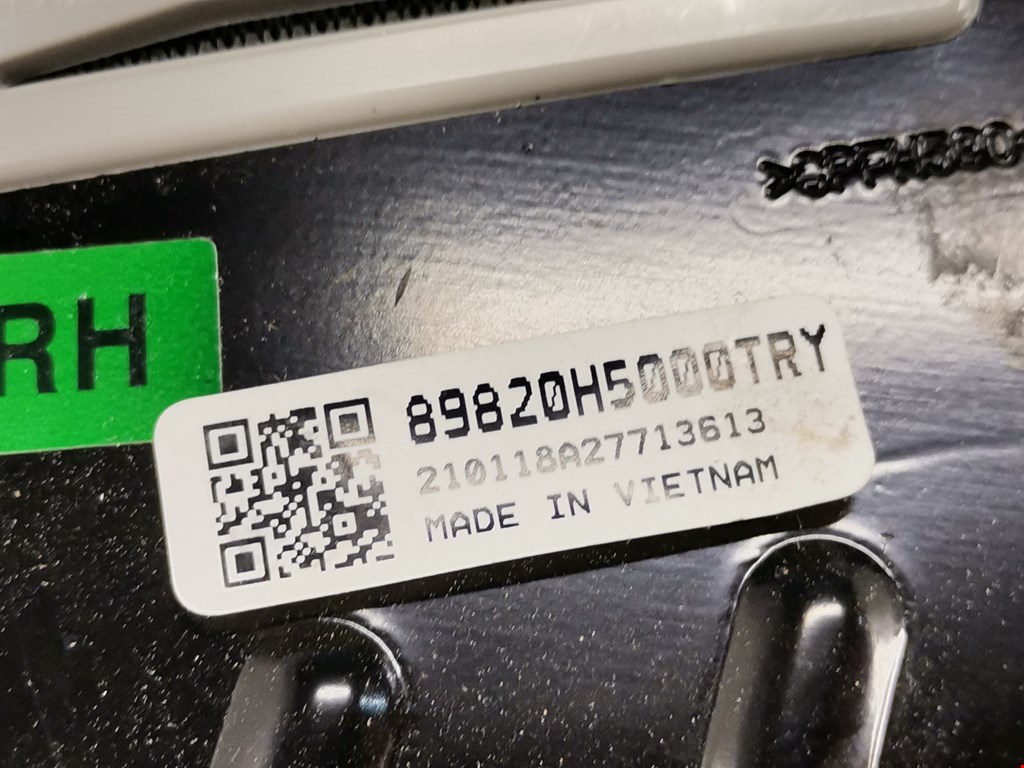 RH
89820H5000TRY
210118A27713613
MADE IN VIETNAM